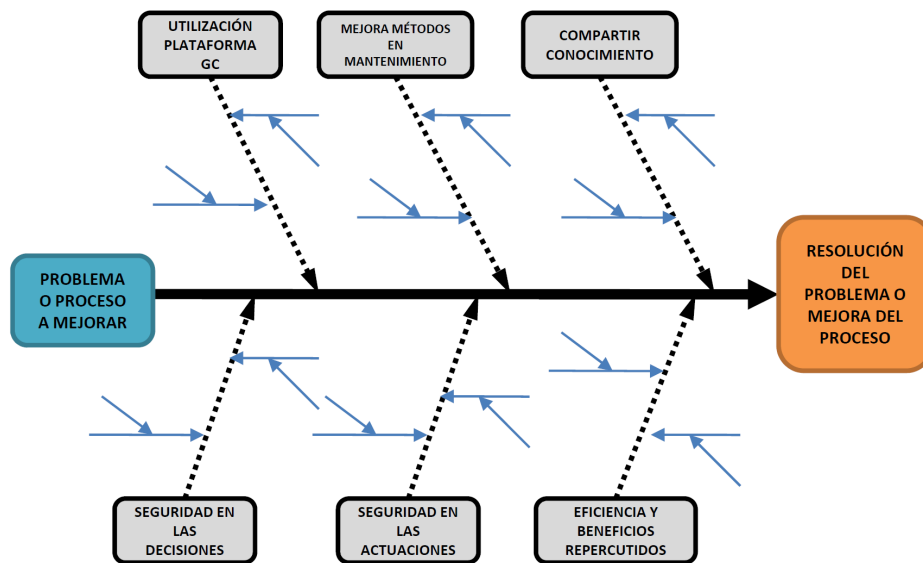 UTILIZACIÓN
PLATAFORMA
GC
MEJORA MÉTODOS
EN
MANTENIMIENTO
COMPARTIR
CONOCIMIENTO
PROBLEMA
O PROCESO
A MEJORAR
RESOLUCIÓN
DEL
PROBLEMA O
MEJORA DEL
PROCESO
SEGURIDAD EN
LAS
DECISIONES
SEGURIDAD EN
LAS
ACTUACIONES
EFICIENCIA Y
BENEFICIOS
REPERCUTIDOS